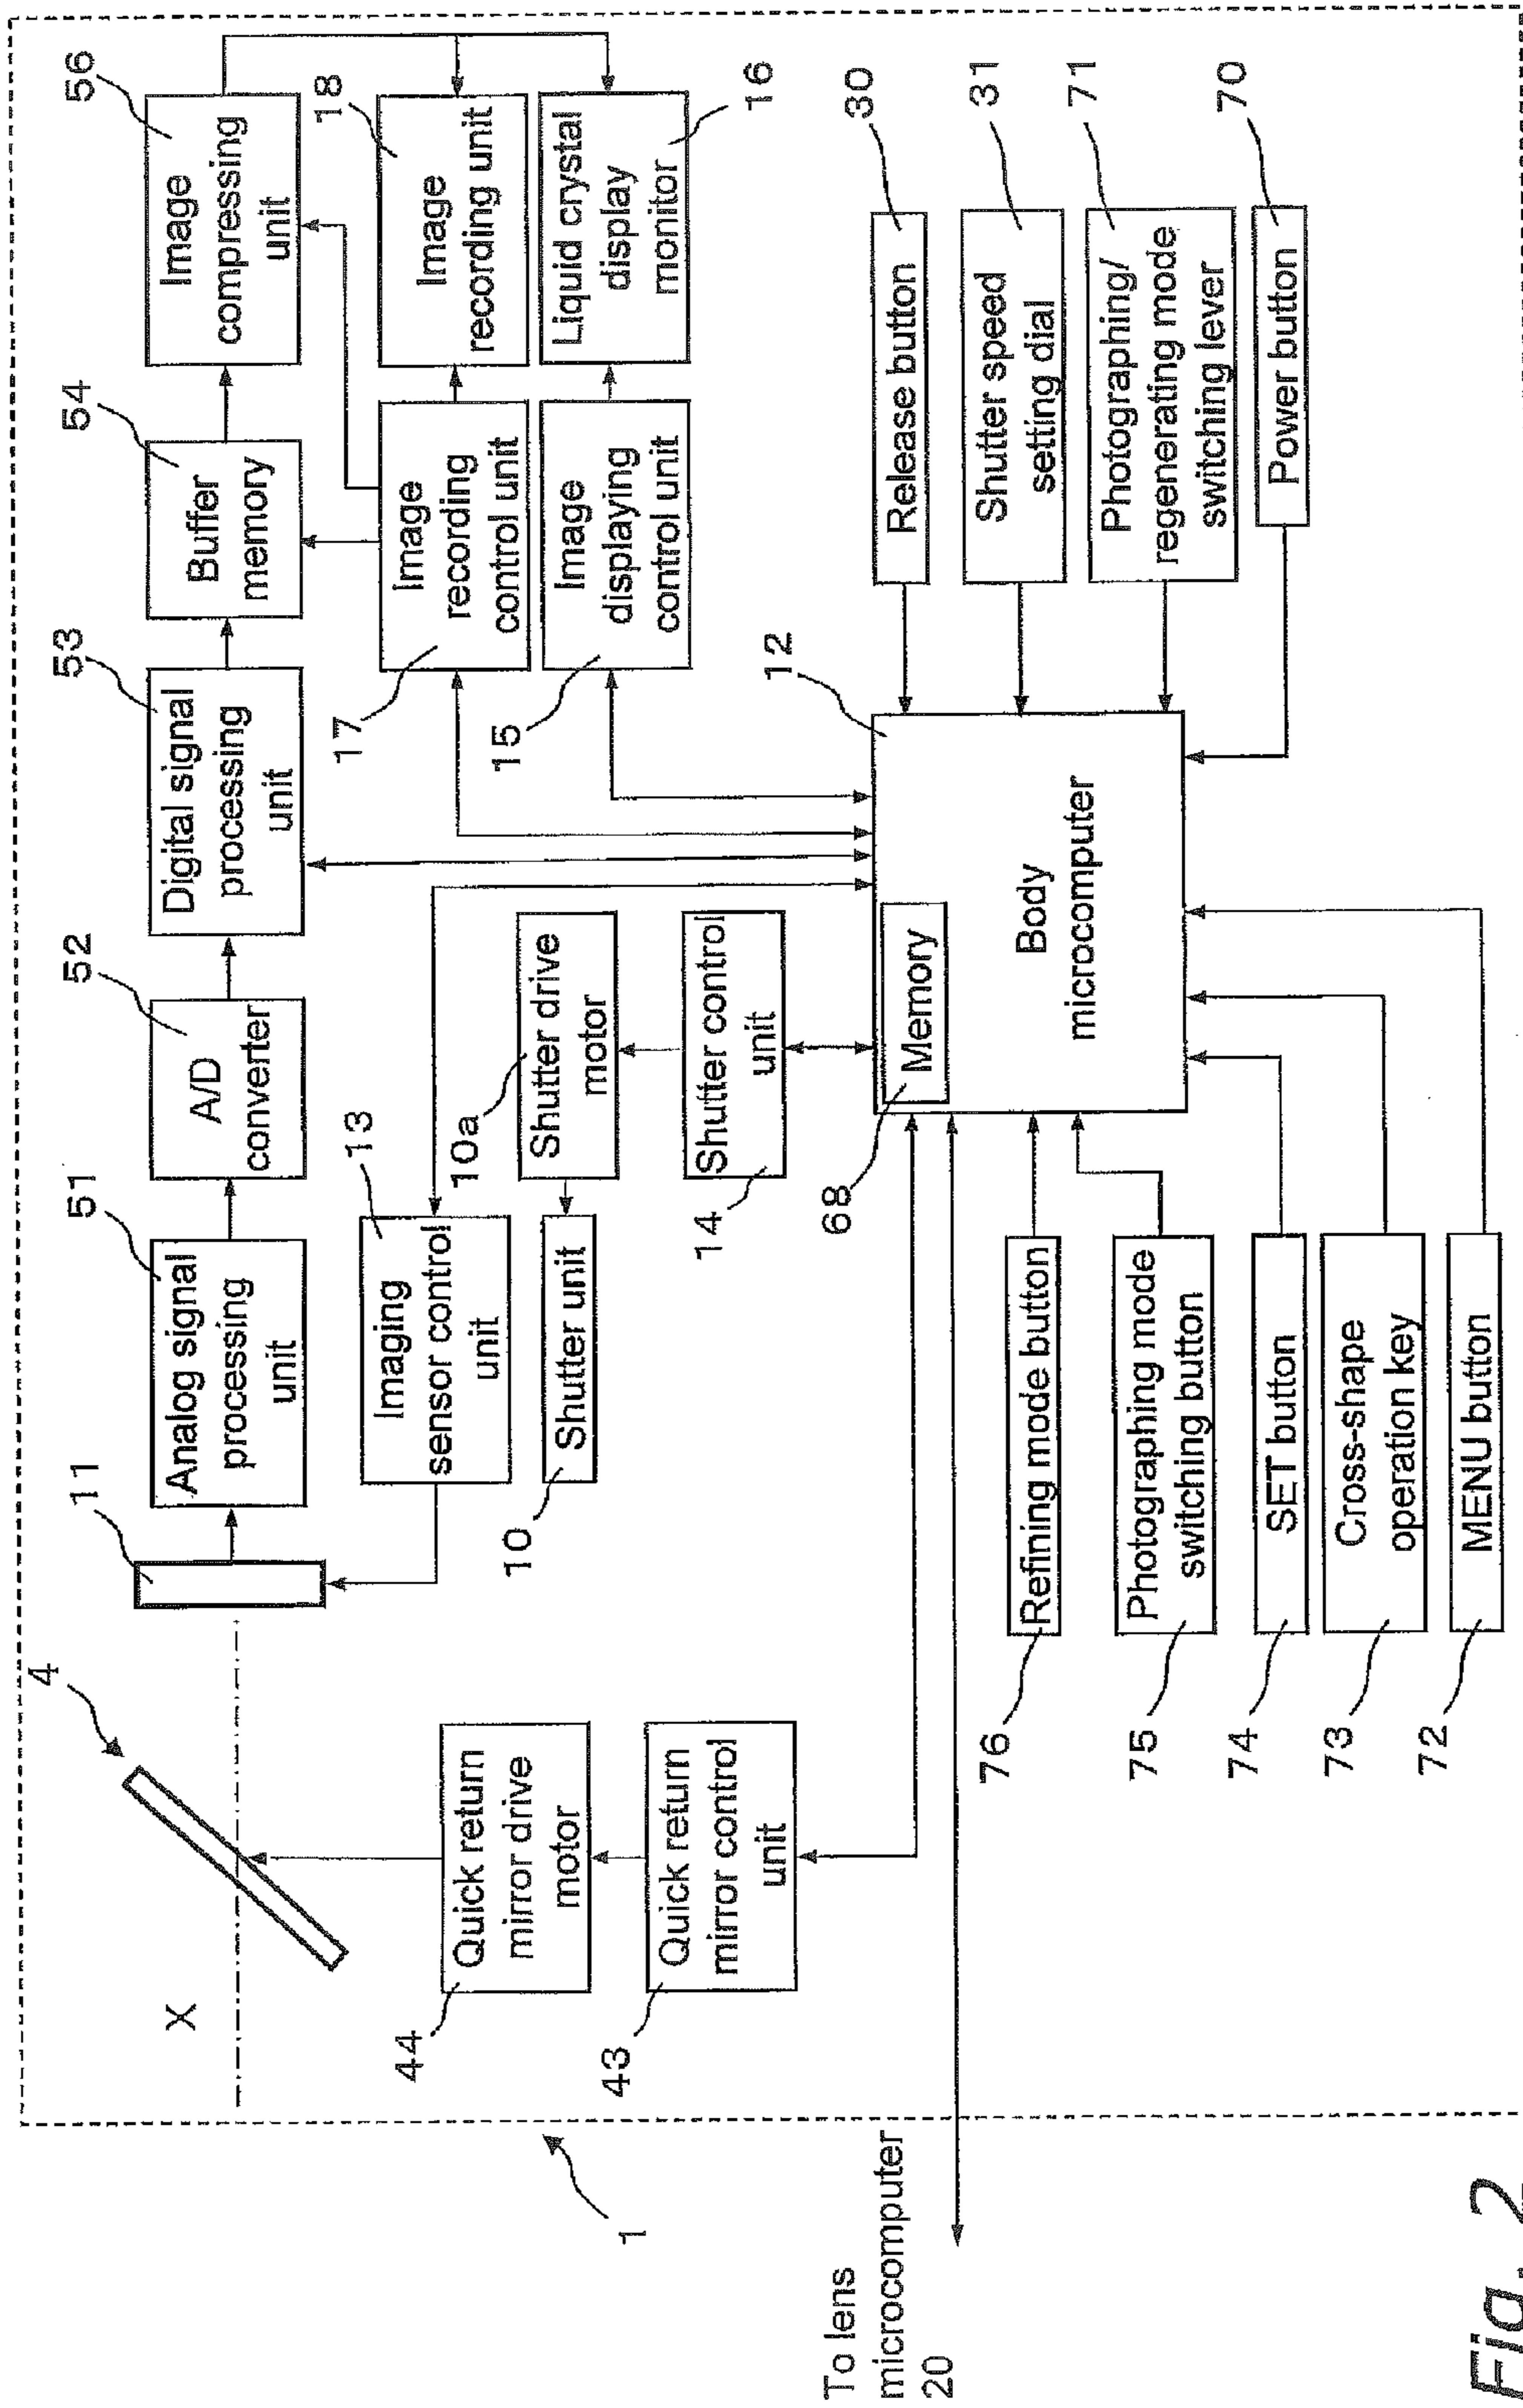 56
54
53
52
51
11
4
X
Image
compressing
unit
Buffer
memory
Digital signal
processing
unit
A/D
converter
Analog signal
processing
unit
18
Image
recording unit
Image
recording
control unit
17
13
Imaging
sensor control
unit
Liquid crystal
display
monitor
16
Image
displaying
control unit
15
10a
Shutter drive
motor
Shutter unit
10
Quick return
mirror drive
motor
44
Shutter control
unit
14
Quick return
mirror control
unit
43
1
To lens
microcomputer
20
12
68
Memory
Body
microcomputer
30
Release button
31
Shutter speed
setting dial
71
Photographing/
regenerating mode
switching lever
70
Power button
Refining mode button
76
Photographing mode
switching button
75
SET button
74
Cross-shape
operation key
73
MENU button
72
Fig. 2